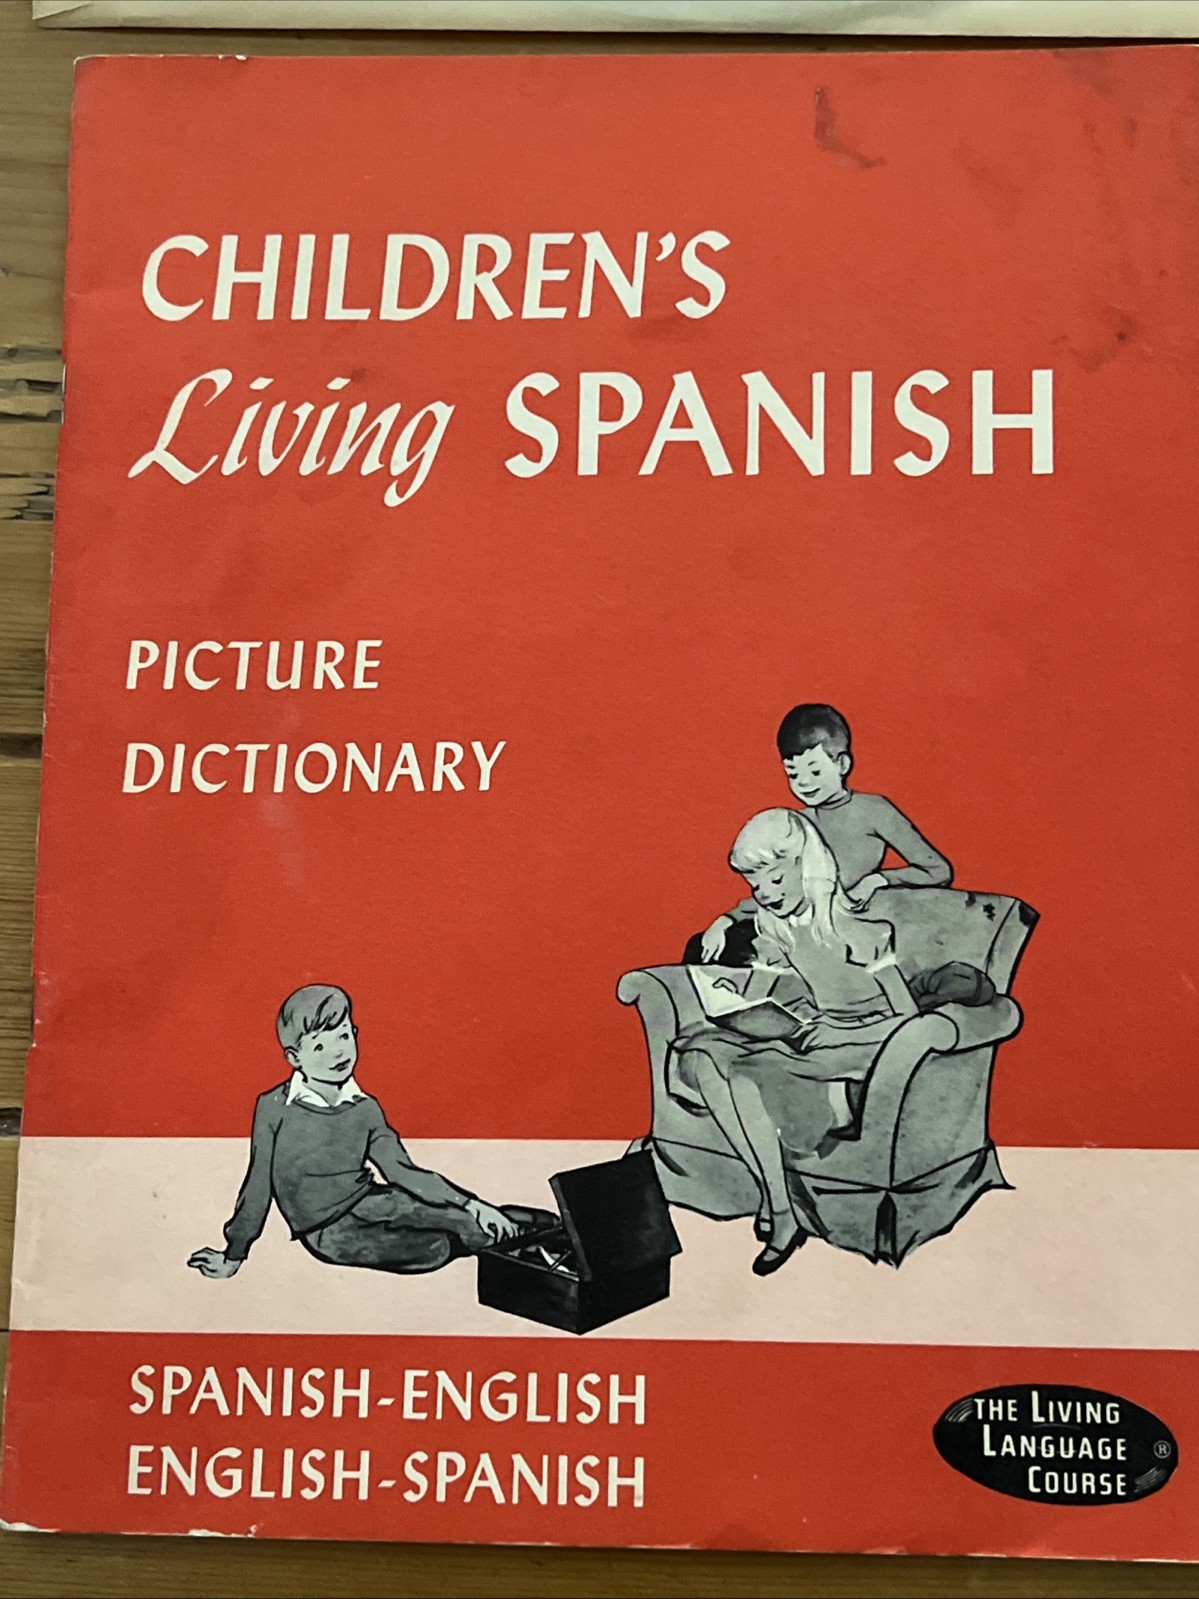 CHILDREN'S
Living SPANISH
PICTURE
DICTIONARY
SPANISH-ENGLISH
ENGLISH-SPANISH
THE LIVING
LANGUAGE ®
COURSE